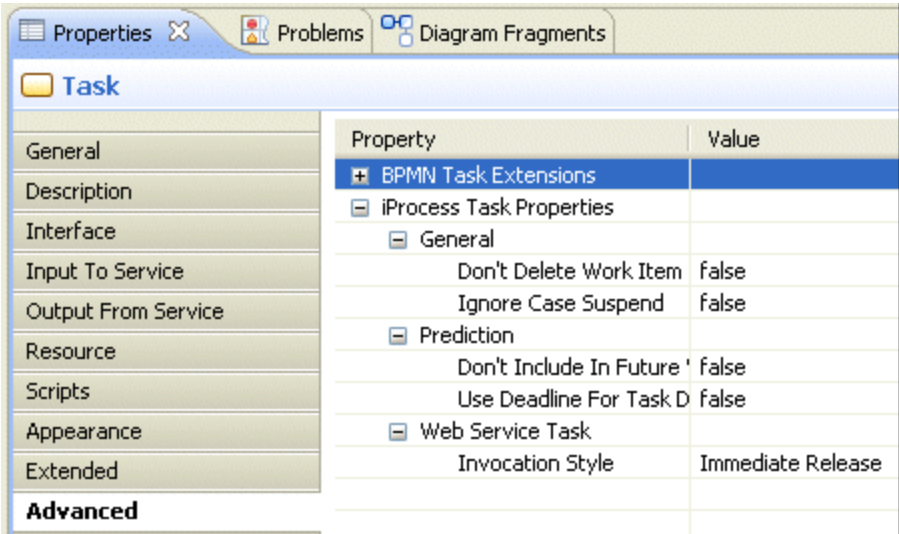 Properties Problems Diagram Fragments
Task
General
Description
Interface
Input To Service
Output From Service
Resource
Scripts
Appearance
Extended
Advanced
Property Value
BPMN Task Extensions
iProcess Task Properties
General
Don't Delete Work Item false
Ignore Case Suspend false
Prediction
Don't Include In Future ' false
Use Deadline For Task D false
Web Service Task
Invocation Style Immediate Release